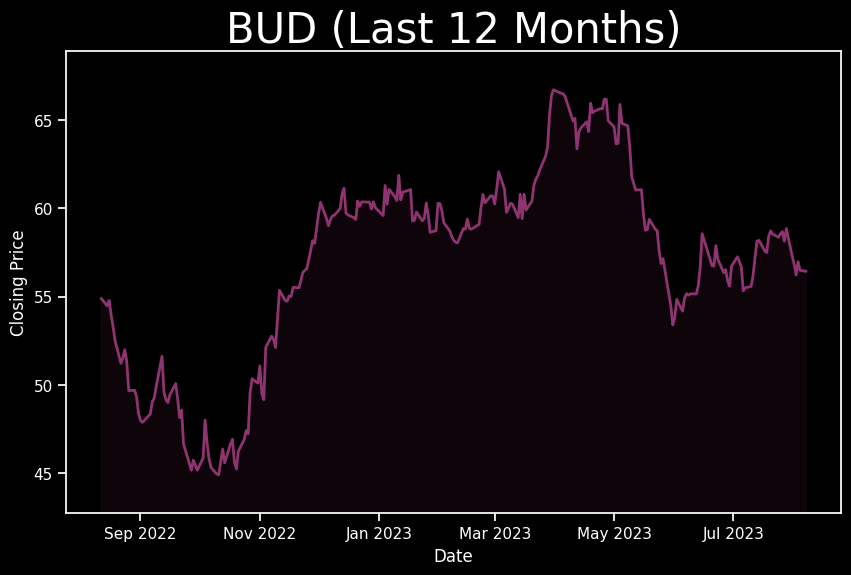 BUD (Last 12 Months)
Closing Price
65
60
55
50
45
Sep 2022 Nov 2022 Jan 2023 Mar 2023 May 2023 Jul 2023
Date